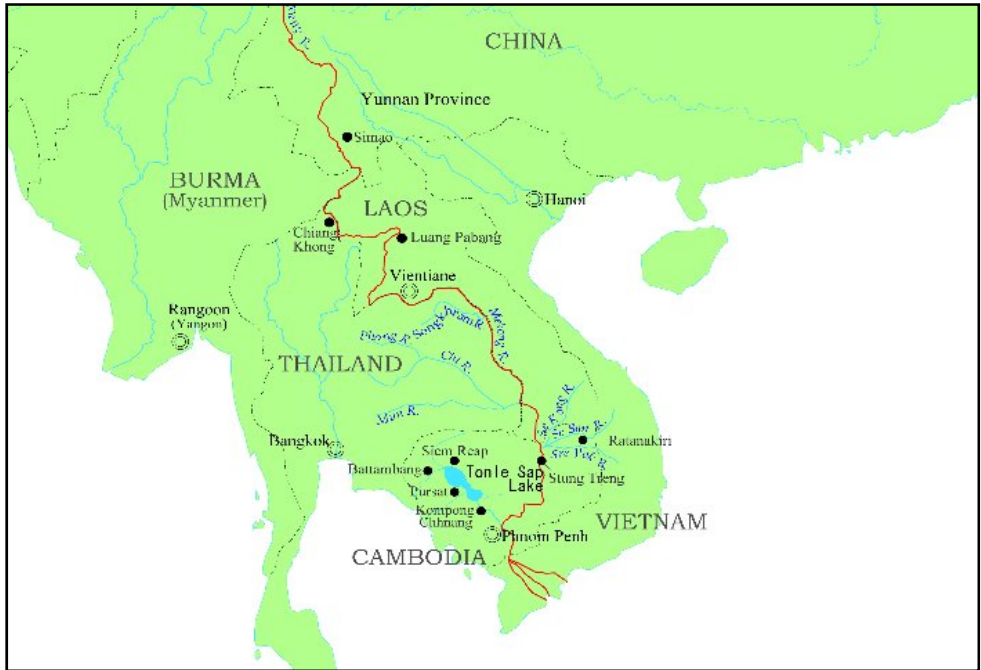 CHINA
Yunnan Province
Simao
BURMA
(Myanmer)
LAOS
Hanoi
Chiang
Khong
Luang Pabang
Vientiane
Rangoon
(Yangon)
Mekong R.
THAILAND
Chi R.
Mun R.
Bangkok
Siem Reap
Ratanakiri
Battambang
Tonle Sap
Lake
Stung Treng
Pursat
Kompong
Chhnang
Phnom Penh
VIETNAM
CAMBODIA